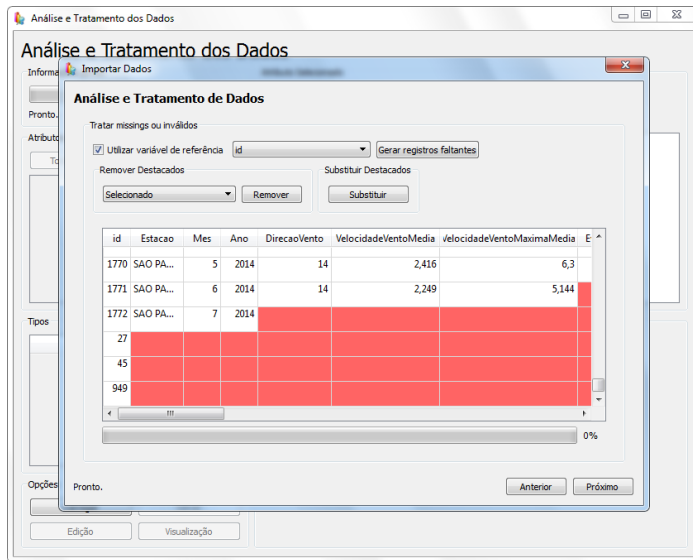 Análise e Tratamento dos Dados
Análise e Tratamento dos Dados
Informa
Importar Dados
Pronto.
Atributo
To
Tipos
Opções
Edição
Visualização
Análise e Tratamento de Dados
Tratar missings ou inválidos
Utilizar variável de referência
id
Gerar registros faltantes
Remover Destacados
Substituir Destacados
Selecionado
Remover
Substituir
id Estacao Mes Ano DirecaoVento VelocidadeVentoMedia VelocidadeVentoMaximaMedia E
1770 SAO PA... 5 2014 14 2,416 6,3
1771 SAO PA... 6 2014 14 2,249 5,144
1772 SAO PA... 7 2014
27
45
949
0%
Pronto.
Anterior
Próximo